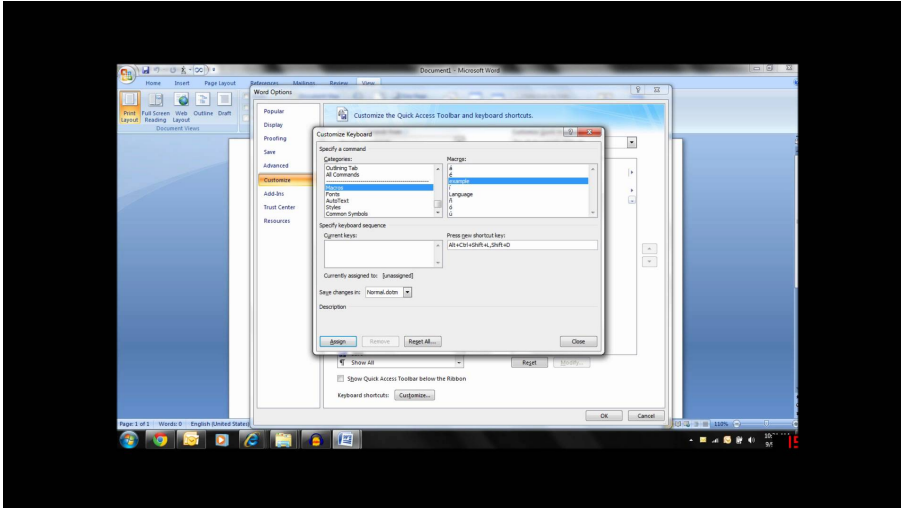 Document1 - Microsoft Word
Home Insert Page Layout References Mailings Review View
Print Layout
Full Screen Reading
Web Layout
Outline
Draft
Document Views
Word Options
Popular
Display
Proofing
Save
Advanced
Customize
Add-Ins
Trust Center
Resources
Customize the Quick Access Toolbar and keyboard shortcuts.
Customize Keyboard
Specify a command
Categories:
Outlining Tab
All Commands
Macros
Fonts
AutoText
Styles
Common Symbols
Macros:
á
é
example
í
Language
ñ
ó
ú
Specify keyboard sequence
Current keys:
Press new shortcut key:
Alt+Ctrl+Shift+L,Shift+D
Currently assigned to: [unassigned]
Save changes in: Normal.dotm
Description
Assign Remove Reset All... Close
Show All
Reset Modify...
Show Quick Access Toolbar below the Ribbon
Keyboard shortcuts: Customize...
OK Cancel
Page: 1 of 1 Words: 0 English (United States)
110%